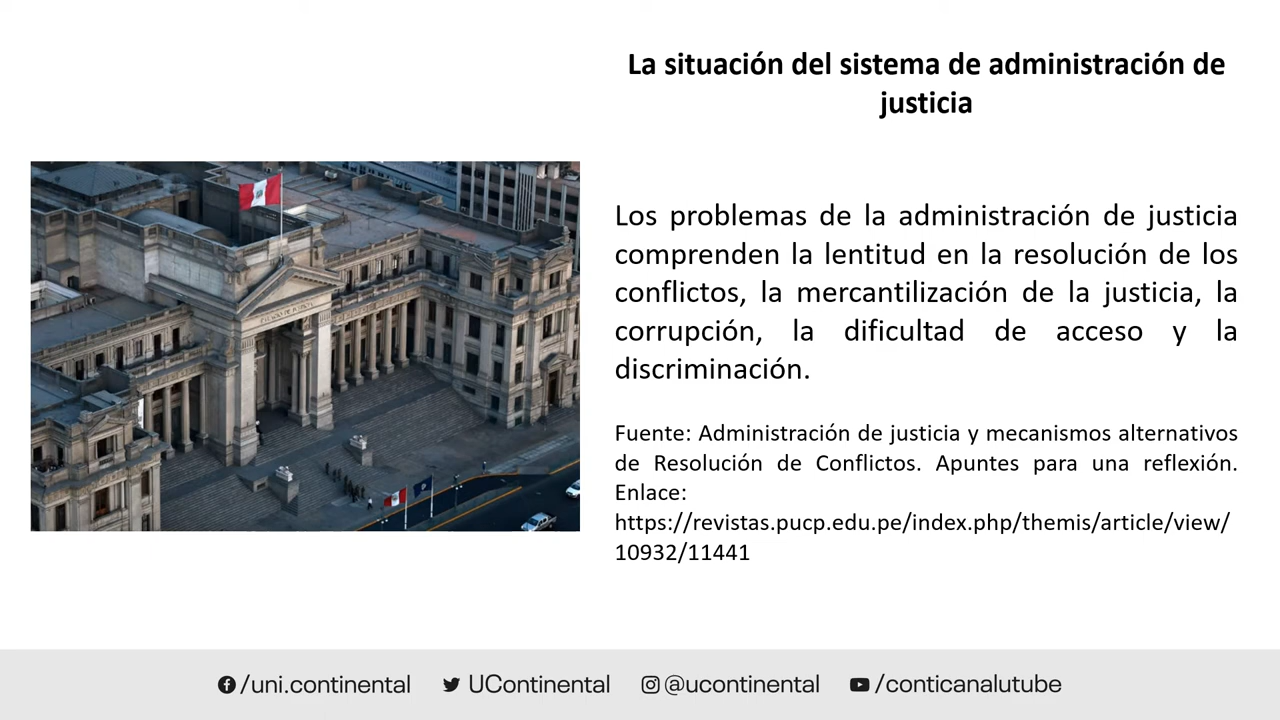 La situación del sistema de administración de
justicia
Los problemas de la administración de justicia
comprenden la lentitud en la resolución de los
conflictos, la mercantilización de la justicia, la
corrupción, la dificultad de acceso y la
discriminación.
Fuente: Administración de justicia y mecanismos alternativos
de Resolución de Conflictos. Apuntes para una reflexión.
Enlace:
https://revistas.pucp.edu.pe/index.php/themis/article/view/
10932/11441
/uni.continental UContinental @ucontinental /conticanalutube